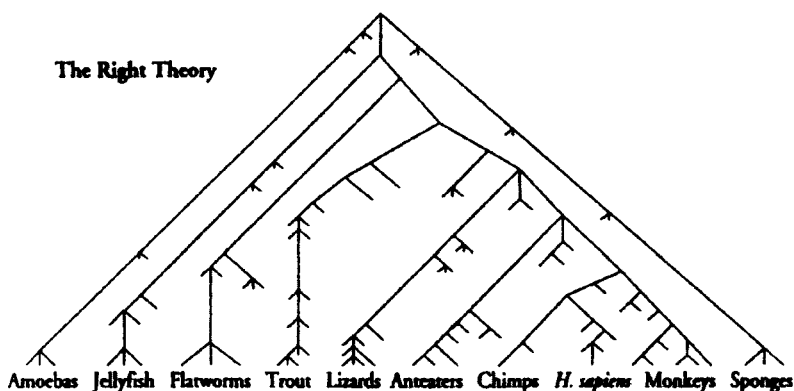 The Right Theory
Amoebas Jellyfish Flatworms Trout Lizards Anteaters Chimps H. sapiens Monkeys Sponges